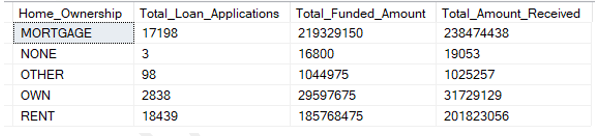 Home_Ownership Total_Loan_Applications Total_Funded_Amount Total_Amount_Received
MORTGAGE 17198 219329150 238474438
NONE 3 16800 19053
OTHER 98 1044975 1025257
OWN 2838 29597675 31729129
RENT 18439 185768475 201823056